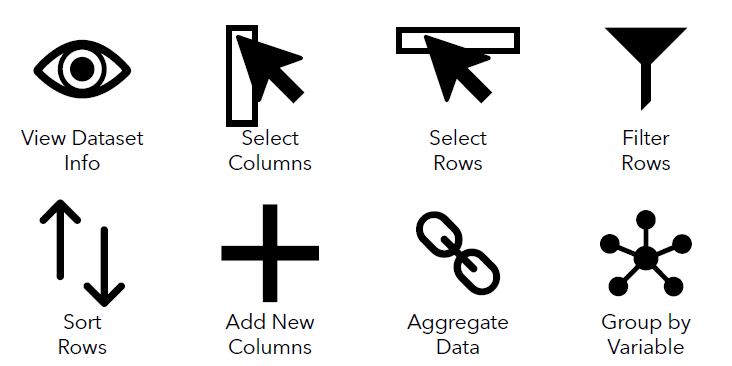 View Dataset
Info
Select
Columns
Select
Rows
Filter
Rows
Sort
Rows
Add New
Columns
Aggregate
Data
Group by
Variable